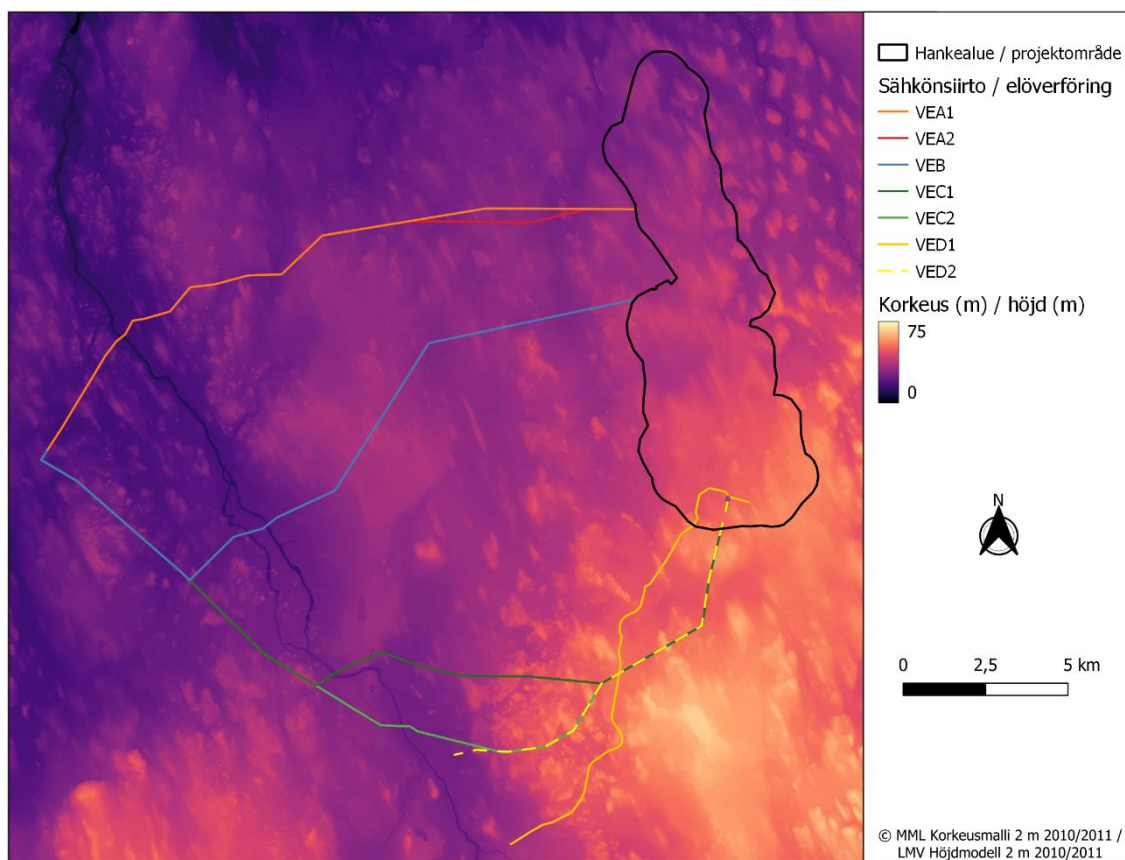 Hankealue / projektområde
Sähkönsiirto / elöverföring
VEA1
VEA2
VEB
VEC1
VEC2
VED1
VED2
Korkeus (m) / höjd (m)
75
0
N
0 2,5 5 km
© MML Korkeusmalli 2 m 2010/2011 /
LMV Höjdmodell 2 m 2010/2011